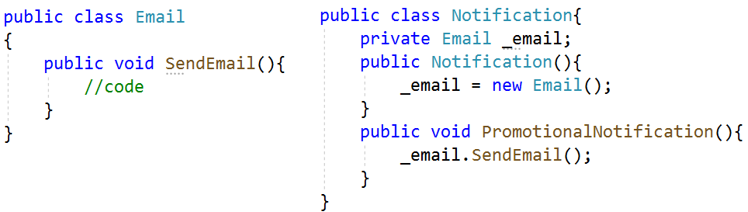 public class Email
{
    public void SendEmail(){
        //code
    }
}
public class Notification{
    private Email _email;
    public Notification(){
        _email = new Email();
    }
    public void PromotionalNotification(){
        _email.SendEmail();
    }
}